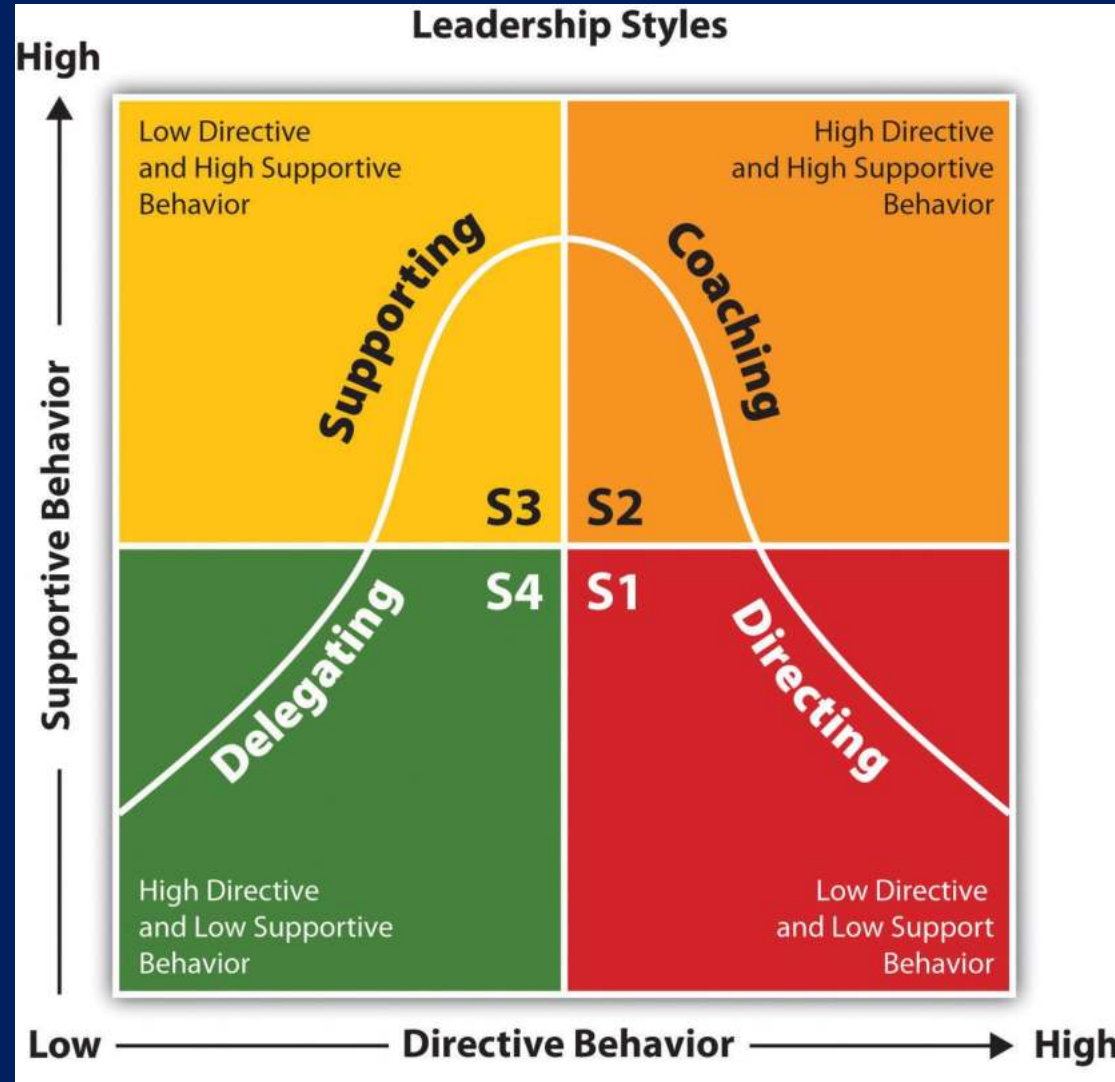 Leadership Styles
High
Low Directive
and High Supportive
Behavior
High Directive
and High Supportive
Behavior
Supporting
Coaching
Supportive Behavior
S3
S2
S4
S1
Delegating
Directing
High Directive
and Low Supportive
Behavior
Low Directive
and Low Support
Behavior
Low
Directive Behavior
High